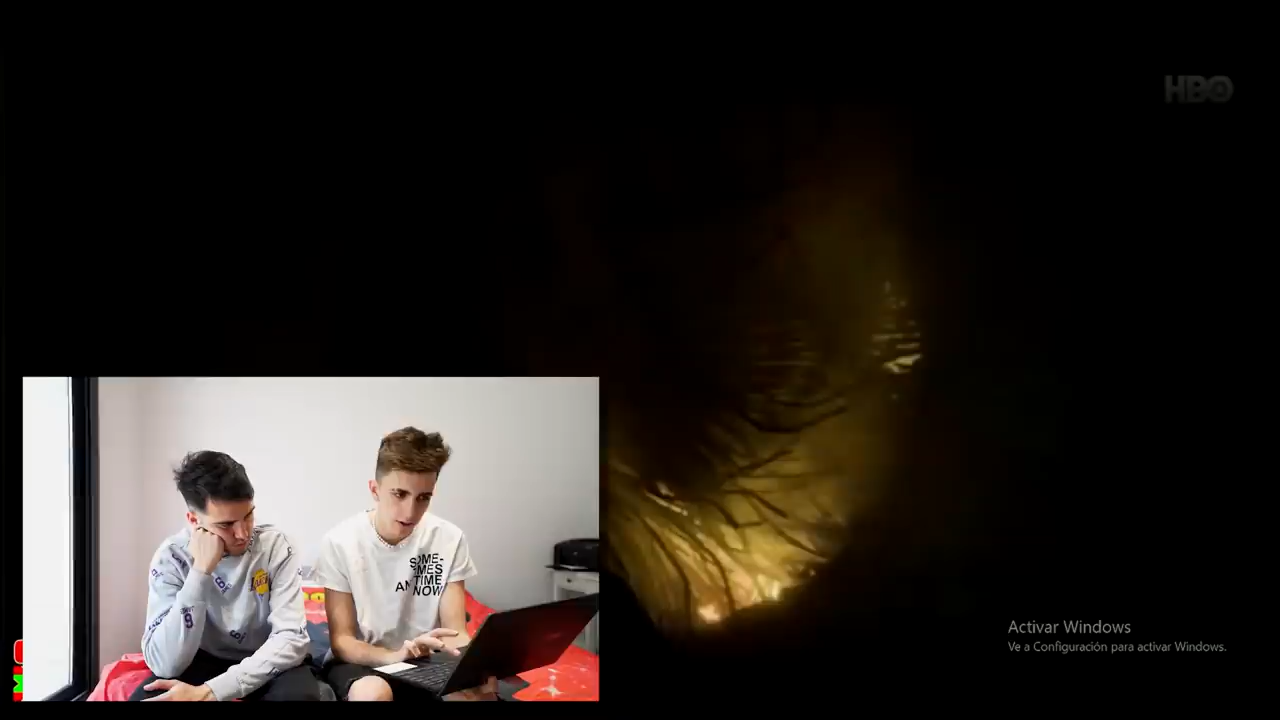 HBO
SOME-
TIMES
AN TIME
NOW
Activar Windows
Ve a Configuración para activar Windows.